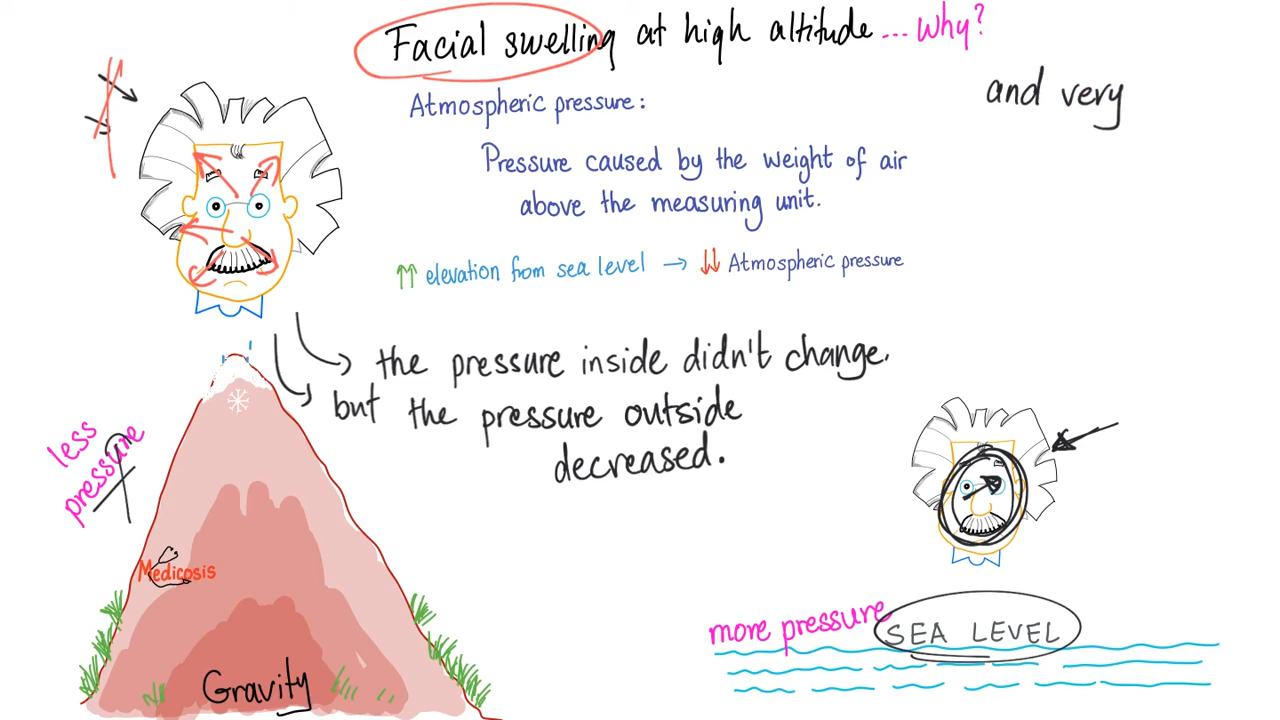 Facial swelling at high altitude ... Why?
and very
Atmospheric pressure:
Pressure caused by the weight of air
above the measuring unit.
↑↑ elevation from sea level → ↓↓ Atmospheric pressure
the pressure inside didn't change.
but the pressure outside
decreased.
less
pressure
Medicosis
more pressure
SEA LEVEL
Gravity